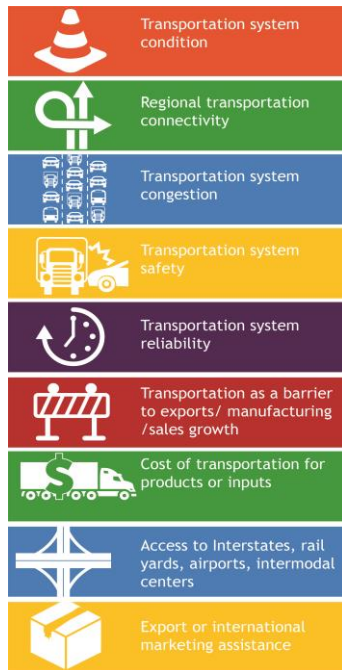 Transportation system
condition
Regional transportation
connectivity
Transportation system
congestion
Transportation system
safety
Transportation system
reliability
Transportation as a barrier
to exports/ manufacturing
/sales growth
$
Cost of transportation for
products or inputs
Access to Interstates, rail
yards, airports, intermodal
centers
Export or international
marketing assistance